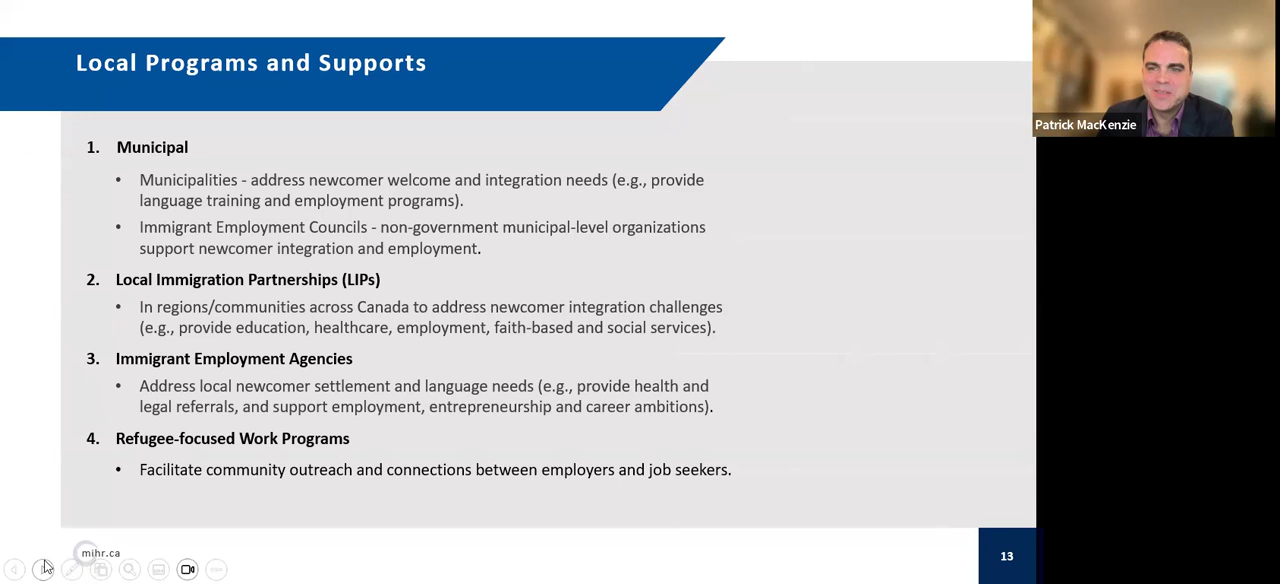 Local Programs and Supports
Patrick MacKenzie
1. Municipal
• Municipalities - address newcomer welcome and integration needs (e.g., provide
language training and employment programs).
• Immigrant Employment Councils - non-government municipal-level organizations
support newcomer integration and employment.
2. Local Immigration Partnerships (LIPs)
• In regions/communities across Canada to address newcomer integration challenges
(e.g., provide education, healthcare, employment, faith-based and social services).
3. Immigrant Employment Agencies
• Address local newcomer settlement and language needs (e.g., provide health and
legal referrals, and support employment, entrepreneurship and career ambitions).
4. Refugee-focused Work Programs
• Facilitate community outreach and connections between employers and job seekers.
mihr.ca
13